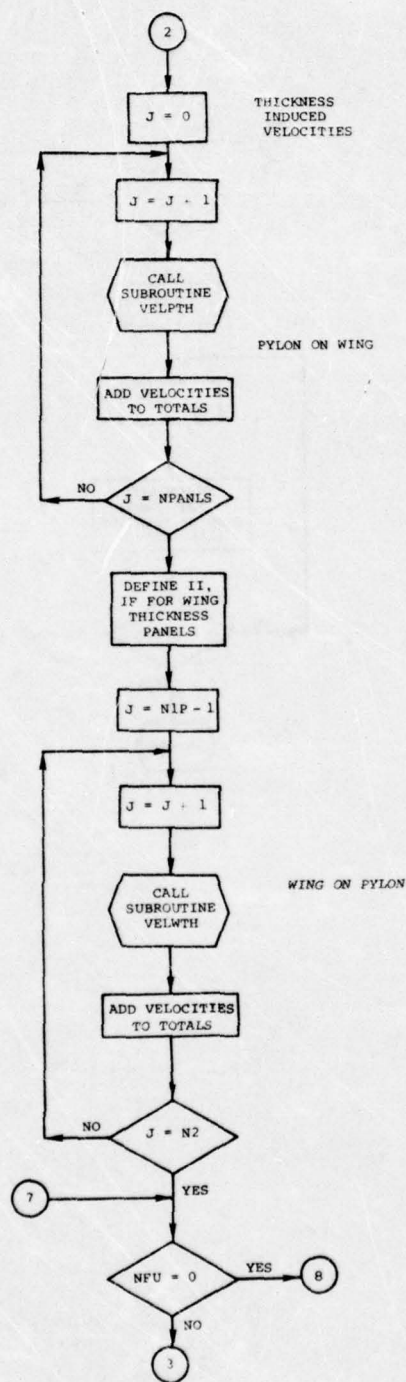 2
THICKNESS
INDUCED
VELOCITIES
J = 0
J = J + 1
CALL
SUBROUTINE
VELPTH
PYLON ON WING
ADD VELOCITIES
TO TOTALS
NO
J = NPANLS
DEFINE II,
IF FOR WING
THICKNESS
PANELS
J = N1P - 1
J = J + 1
CALL
SUBROUTINE
VELWTH
WING ON PYLON
ADD VELOCITIES
TO TOTALS
NO
J = N2
7
YES
NFU = 0
YES
8
NO
3